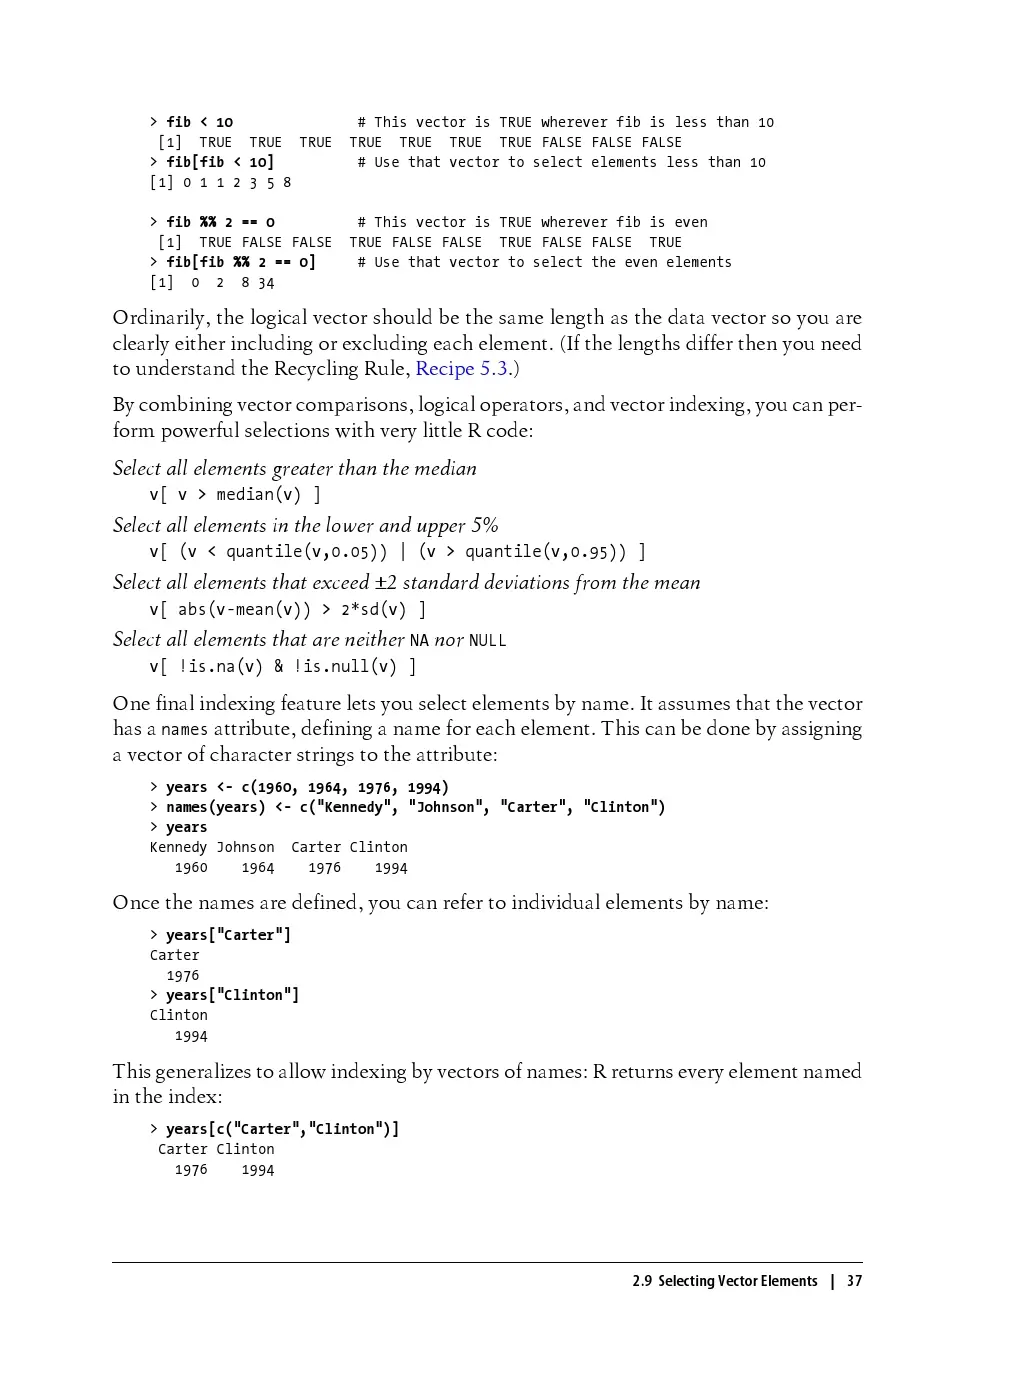 > fib < 10               # This vector is TRUE wherever fib is less than 10
 [1]  TRUE  TRUE  TRUE  TRUE  TRUE  TRUE  TRUE FALSE FALSE FALSE
> fib[fib < 10]          # Use that vector to select elements less than 10
[1] 0 1 1 2 3 5 8
> fib %% 2 == 0          # This vector is TRUE wherever fib is even
 [1]  TRUE FALSE FALSE  TRUE FALSE FALSE  TRUE FALSE FALSE  TRUE
> fib[fib %% 2 == 0]     # Use that vector to select the even elements
[1]  0  2  8 34
Ordinarily, the logical vector should be the same length as the data vector so you are
clearly either including or excluding each element. (If the lengths differ then you need
to understand the Recycling Rule, Recipe 5.3.)
By combining vector comparisons, logical operators, and vector indexing, you can per-
form powerful selections with very little R code:
Select all elements greater than the median
v[ v > median(v) ]
Select all elements in the lower and upper 5%
v[ (v < quantile(v,0.05)) | (v > quantile(v,0.95)) ]
Select all elements that exceed ±2 standard deviations from the mean
v[ abs(v-mean(v)) > 2*sd(v) ]
Select all elements that are neither NA nor NULL
v[ !is.na(v) & !is.null(v) ]
One final indexing feature lets you select elements by name. It assumes that the vector
has a names attribute, defining a name for each element. This can be done by assigning
a vector of character strings to the attribute:
> years <- c(1960, 1964, 1976, 1994)
> names(years) <- c("Kennedy", "Johnson", "Carter", "Clinton")
> years
Kennedy Johnson  Carter Clinton
   1960    1964    1976    1994
Once the names are defined, you can refer to individual elements by name:
> years["Carter"]
Carter
  1976
> years["Clinton"]
Clinton
   1994
This generalizes to allow indexing by vectors of names: R returns every element named
in the index:
> years[c("Carter","Clinton")]
 Carter Clinton
   1976    1994
2.9 Selecting Vector Elements | 37